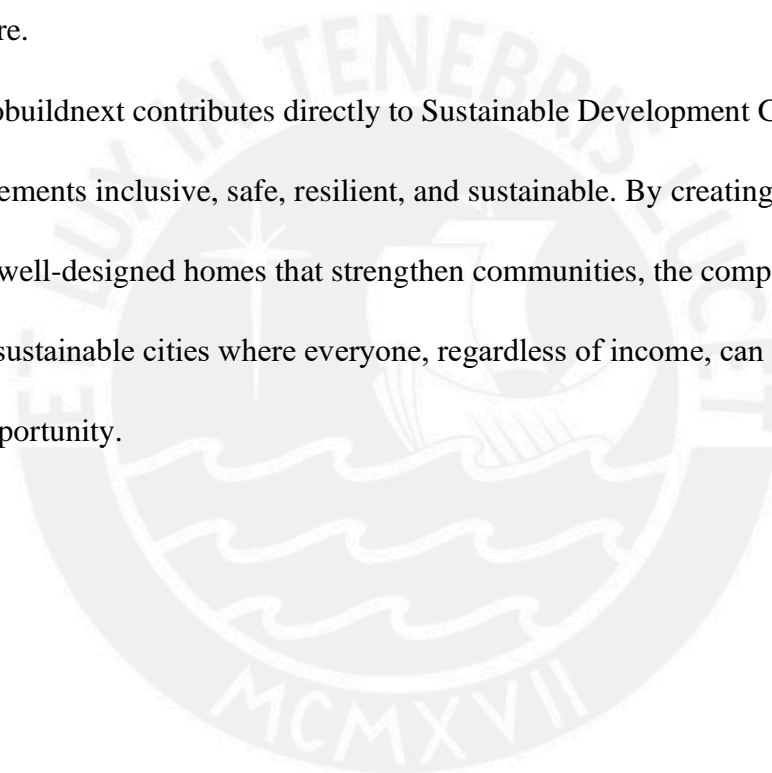 re.
obuildnext contributes directly to Sustainable Development G
ements inclusive, safe, resilient, and sustainable. By creating
well-designed homes that strengthen communities, the comp
sustainable cities where everyone, regardless of income, can
portunity.
ET LUX IN TENEBRIS LUCET
MCMXVII